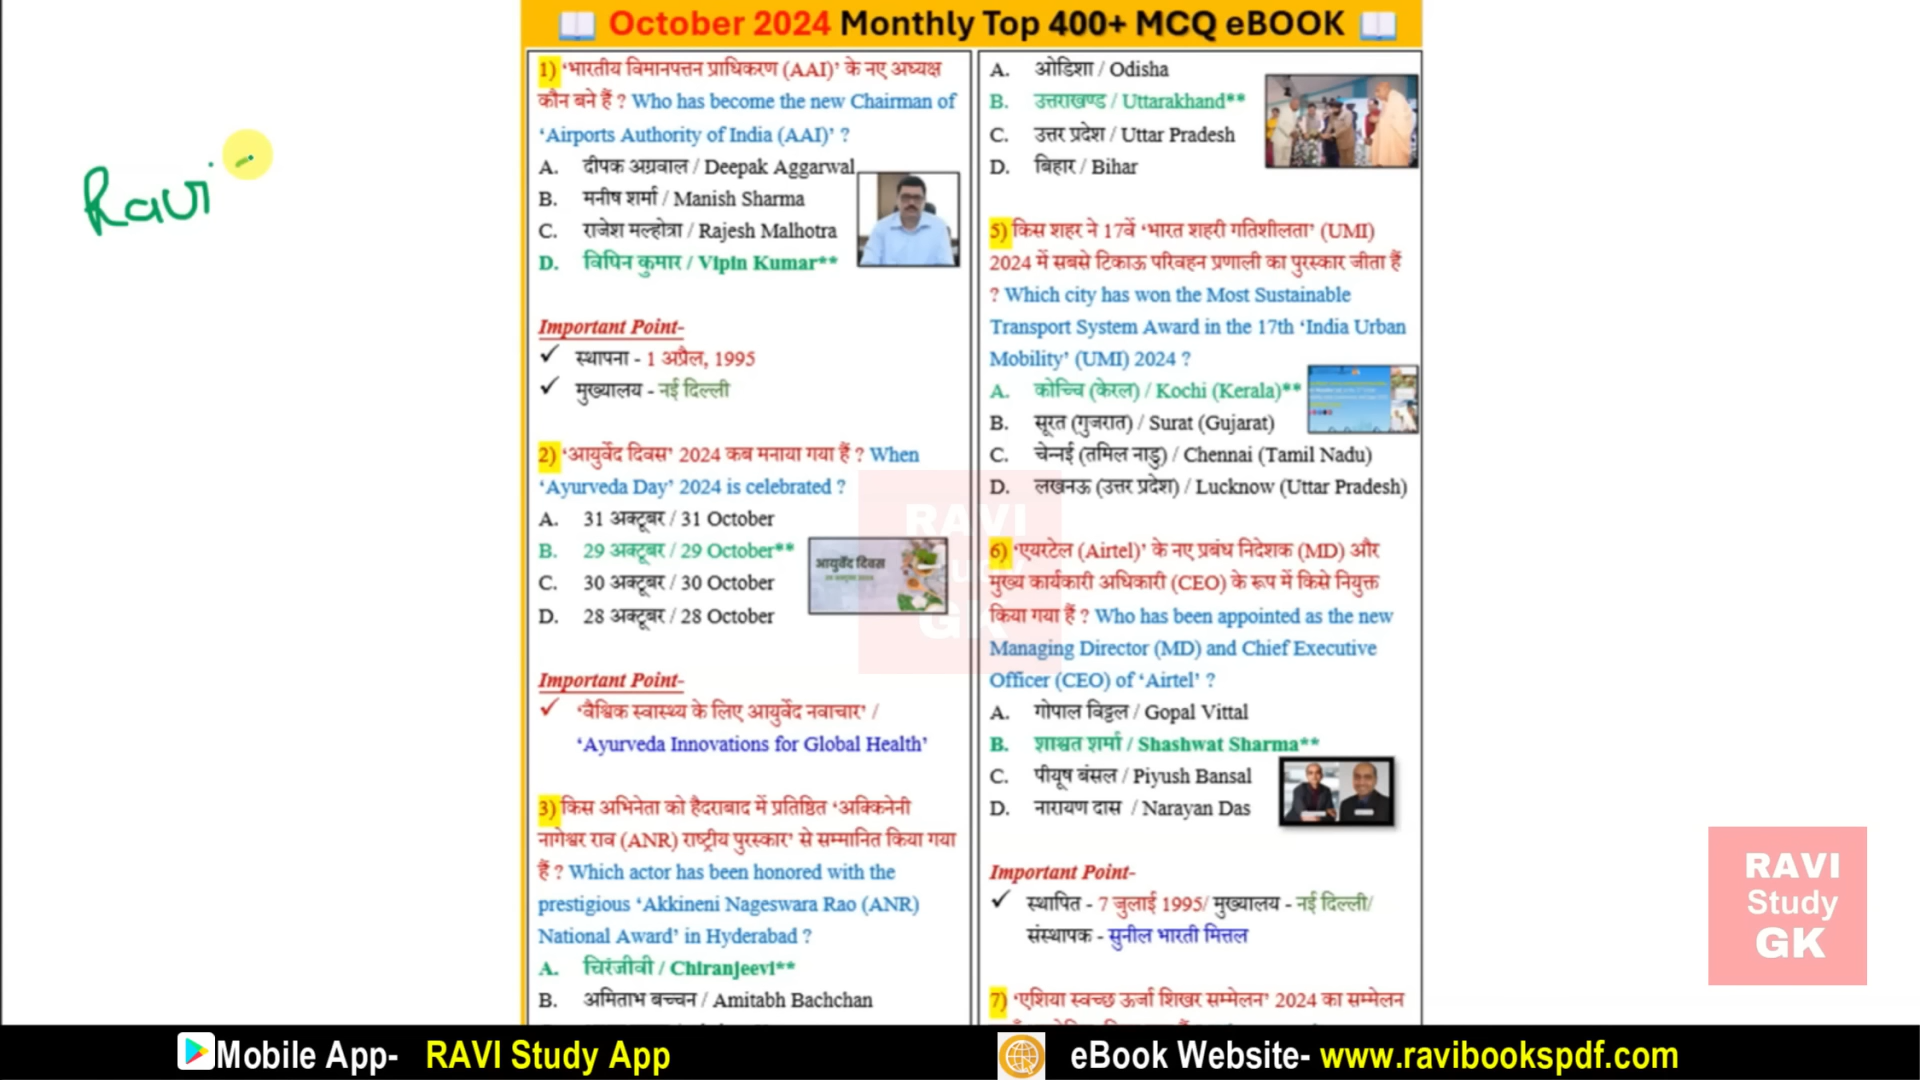 October 2024 Monthly Top 400+ MCQ eBOOK
Ravi -
1) ‘भारतीय विमानपत्तन प्राधिकरण (AAI)’ के नए अध्यक्ष
कौन बने हैं ? Who has become the new Chairman of
‘Airports Authority of India (AAI)’ ?
A. दीपक अग्रवाल / Deepak Aggarwal
B. मनीष शर्मा / Manish Sharma
C. राजेश मल्होत्रा / Rajesh Malhotra
D. विपिन कुमार / Vipin Kumar**
Important Point-
✓ स्थापना - 1 अप्रैल, 1995
✓ मुख्यालय - नई दिल्ली
2) ‘आयुर्वेद दिवस’ 2024 कब मनाया गया हैं ? When
‘Ayurveda Day’ 2024 is celebrated ?
A. 31 अक्टूबर / 31 October
B. 29 अक्टूबर / 29 October**
C. 30 अक्टूबर / 30 October
D. 28 अक्टूबर / 28 October
आयुर्वेद दिवस
Important Point-
✓ ‘वैश्विक स्वास्थ्य के लिए आयुर्वेद नवाचार’ /
‘Ayurveda Innovations for Global Health’
3) किस अभिनेता को हैदराबाद में प्रतिष्ठित ‘अक्किनेनी
नागेश्वर राव (ANR) राष्ट्रीय पुरस्कार’ से सम्मानित किया गया
हैं ? Which actor has been honored with the
prestigious ‘Akkineni Nageswara Rao (ANR)
National Award’ in Hyderabad ?
A. चिरंजीवी / Chiranjeevi**
B. अमिताभ बच्चन / Amitabh Bachchan
A. ओडिशा / Odisha
B. उत्तराखण्ड / Uttarakhand**
C. उत्तर प्रदेश / Uttar Pradesh
D. बिहार / Bihar
5) किस शहर ने 17वें ‘भारत शहरी गतिशीलता’ (UMI)
2024 में सबसे टिकाऊ परिवहन प्रणाली का पुरस्कार जीता हैं
? Which city has won the Most Sustainable
Transport System Award in the 17th ‘India Urban
Mobility’ (UMI) 2024 ?
A. कोच्चि (केरल) / Kochi (Kerala)**
B. सूरत (गुजरात) / Surat (Gujarat)
C. चेन्नई (तमिल नाडु) / Chennai (Tamil Nadu)
D. लखनऊ (उत्तर प्रदेश) / Lucknow (Uttar Pradesh)
6) ‘एयरटेल (Airtel)’ के नए प्रबंध निदेशक (MD) और
मुख्य कार्यकारी अधिकारी (CEO) के रूप में किसे नियुक्त
किया गया हैं ? Who has been appointed as the new
Managing Director (MD) and Chief Executive
Officer (CEO) of ‘Airtel’ ?
A. गोपाल विट्टल / Gopal Vittal
B. शाश्वत शर्मा / Shashwat Sharma**
C. पीयूष बंसल / Piyush Bansal
D. नारायण दास / Narayan Das
Important Point-
✓ स्थापित - 7 जुलाई 1995/ मुख्यालय - नई दिल्ली/
संस्थापक - सुनील भारती मित्तल
7) ‘एशिया स्वच्छ ऊर्जा शिखर सम्मेलन’ 2024 का सम्मेलन
RAVI
Study
GK
RAVI
Study
GK
Mobile App- RAVI Study App
eBook Website- www.ravibookspdf.com